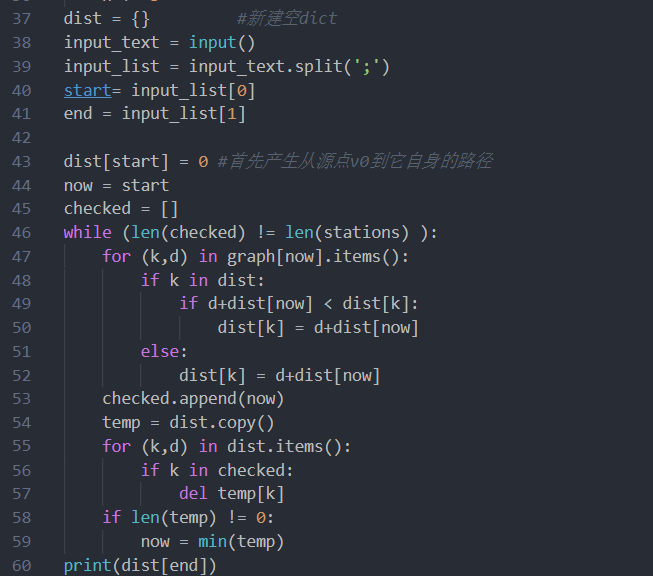 37 dist = {} #新建空dict
38 input_text = input()
39 input_list = input_text.split(';')
40 start= input_list[0]
41 end = input_list[1]
42
43 dist[start] = 0 #首先产生从源点v0到它自身的路径
44 now = start
45 checked = []
46 while (len(checked) != len(stations) ):
47 for (k,d) in graph[now].items():
48 if k in dist:
49 if d+dist[now] < dist[k]:
50 dist[k] = d+dist[now]
51 else:
52 dist[k] = d+dist[now]
53 checked.append(now)
54 temp = dist.copy()
55 for (k,d) in dist.items():
56 if k in checked:
57 del temp[k]
58 if len(temp) != 0:
59 now = min(temp)
60 print(dist[end])